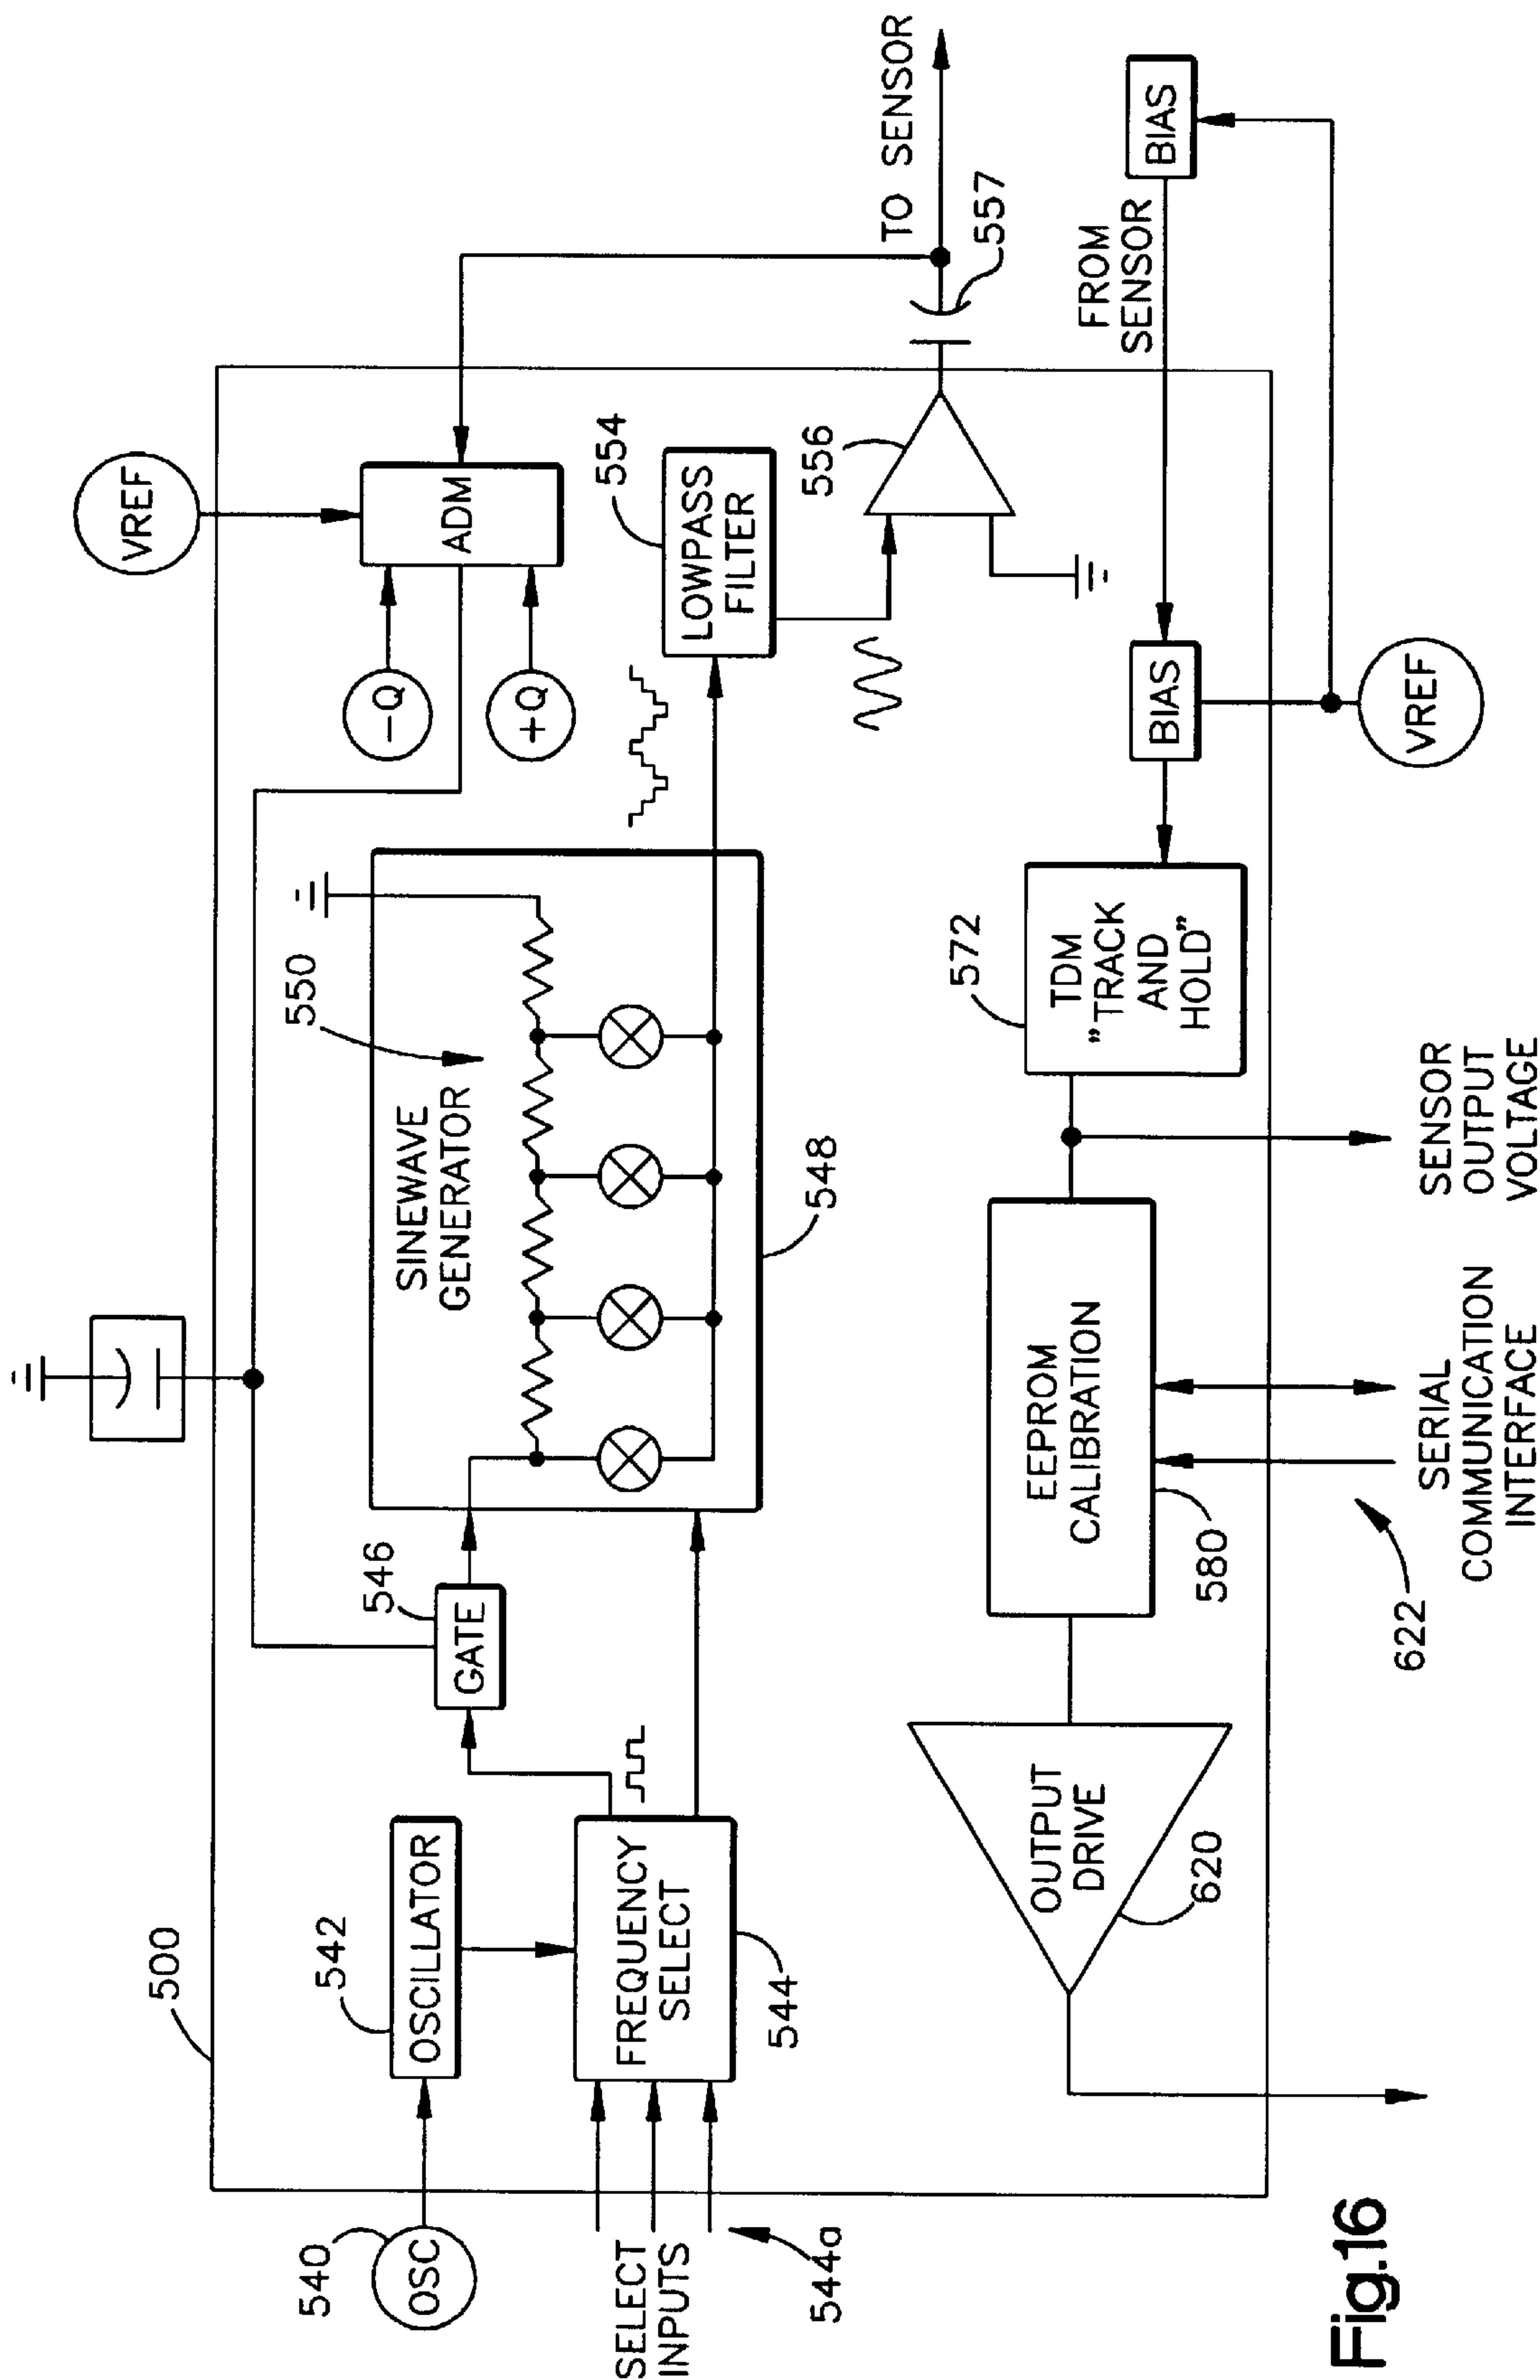 500
VREF
540
OSC
542
OSCILLATOR
SELECT
INPUTS
544a
FREQUENCY
SELECT
544
546
GATE
550
SINEWAVE
GENERATOR
548
-Q
+Q
ADM
554
LOWPASS
FILTER
556
557
TO SENSOR
FROM
SENSOR
BIAS
BIAS
VREF
572
TDM
"TRACK
AND
HOLD"
SENSOR
OUTPUT
VOLTAGE
EEPROM
CALIBRATION
580
SERIAL
COMMUNICATION
INTERFACE
622
OUTPUT
DRIVE
620
Fig.16